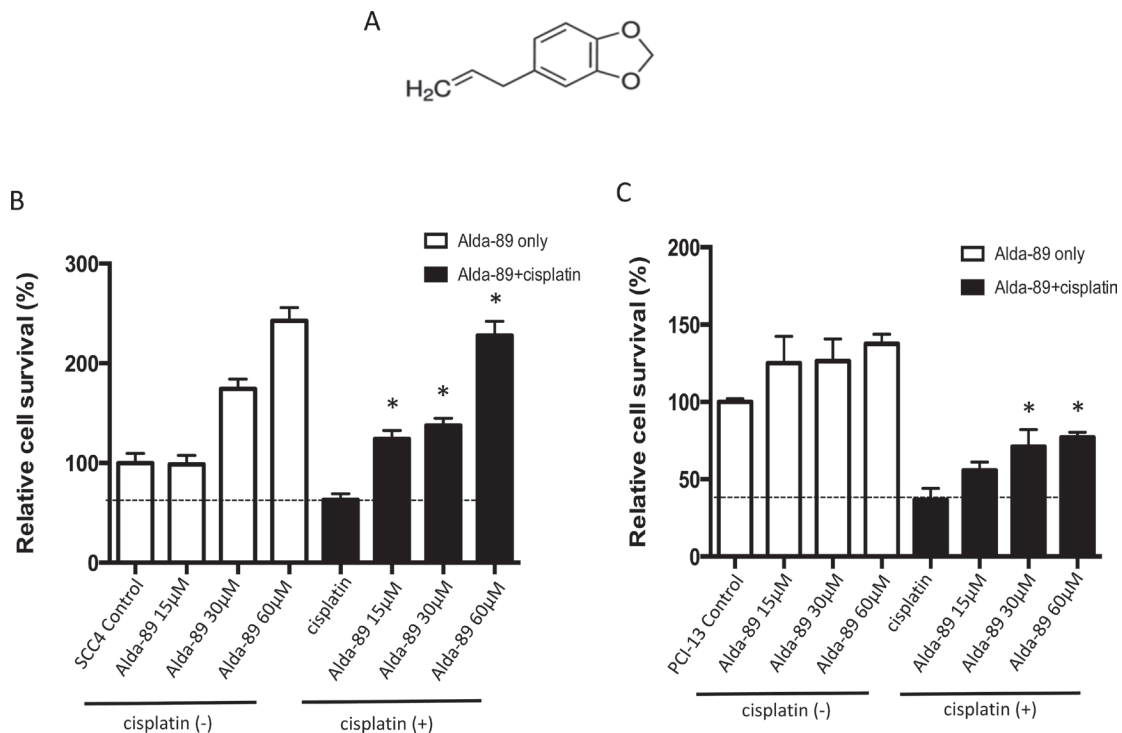 A
H₂C
O
O
B
Alda-89 only
Alda-89+cisplatin
Relative cell survival (%)
300
200
100
0
*
*
*
SCC4 Control
Alda-89 15μM
Alda-89 30μM
Alda-89 60μM
cisplatin
Alda-89 15μM
Alda-89 30μM
Alda-89 60μM
cisplatin (-)
cisplatin (+)
C
Alda-89 only
Alda-89+cisplatin
Relative cell survival (%)
200
150
100
50
0
*
*
PCI-13 Control
Alda-89 15μM
Alda-89 30μM
Alda-89 60μM
cisplatin
Alda-89 15μM
Alda-89 30μM
Alda-89 60μM
cisplatin (-)
cisplatin (+)